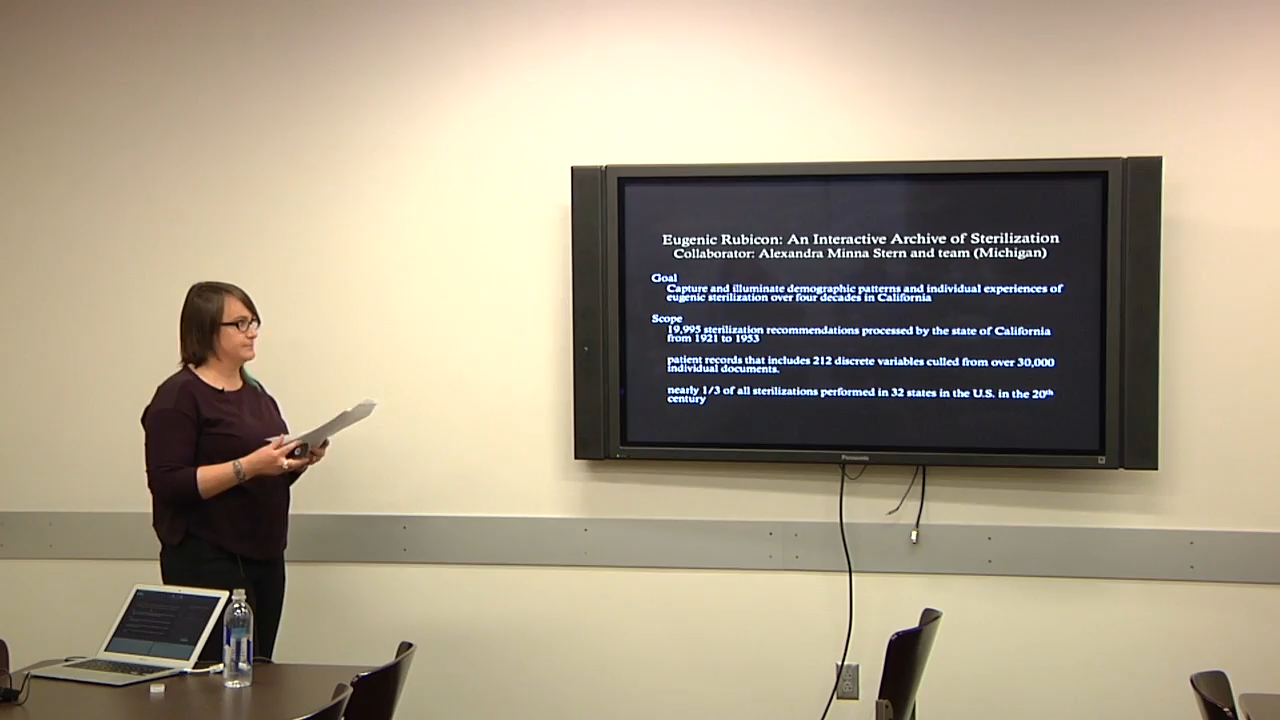 Eugenic Rubicon: An Interactive Archive of Sterilization
Collaborator: Alexandra Minna Stern and team (Michigan)
Goal
Capture and illuminate demographic patterns and individual experiences of
eugenic sterilization over four decades in California
Scope
19,995 sterilization recommendations processed by the state of California
from 1921 to 1953
patient records that includes 212 discrete variables culled from over 30,000
individual documents.
nearly 1/3 of all sterilizations performed in 32 states in the U.S. in the 20th
century
Panasonic